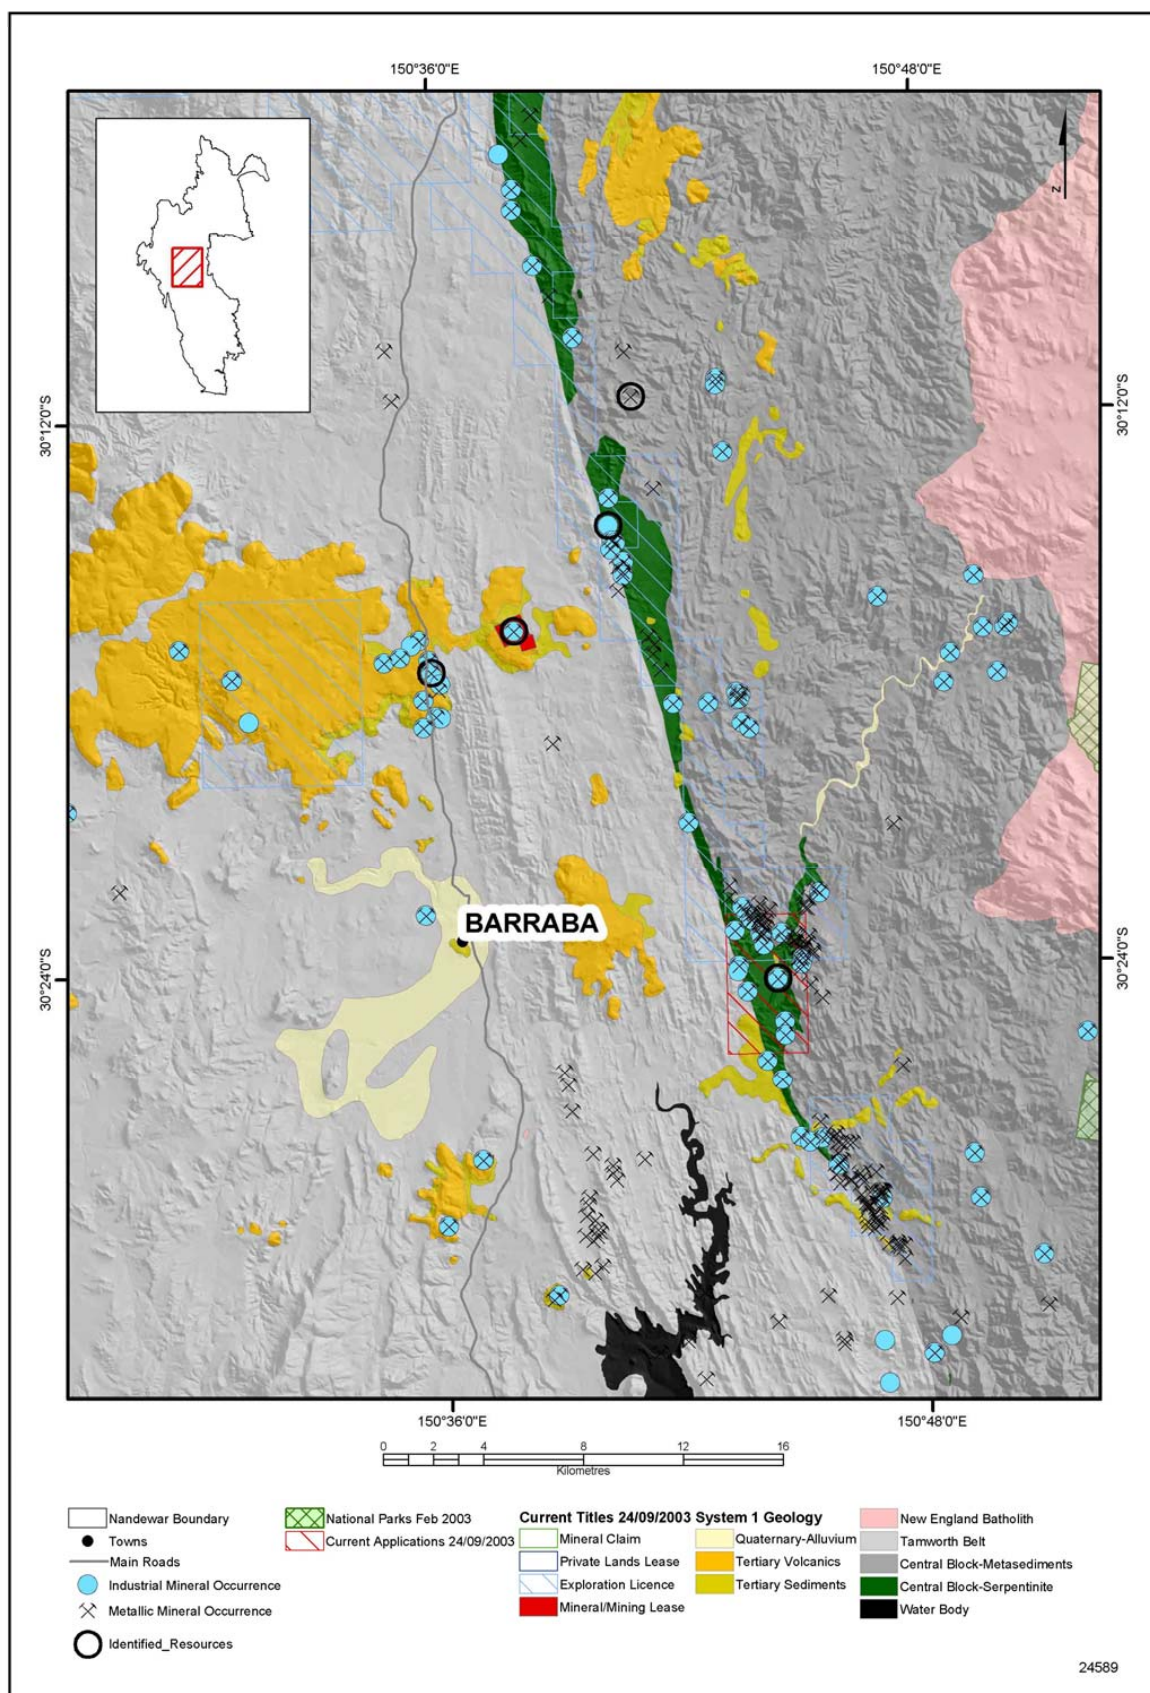 150°36'0"E 150°48'0"E
N
30°12'0"S 30°12'0"S
BARRABA
30°24'0"S 30°24'0"S
150°36'0"E 150°48'0"E
0 2 4 8 12 16
Kilometres
Nandewar Boundary
Towns
Main Roads
Industrial Mineral Occurrence
Metallic Mineral Occurrence
Identified_Resources
National Parks Feb 2003
Current Applications 24/09/2003
Current Titles 24/09/2003
Mineral Claim
Private Lands Lease
Exploration Licence
Mineral/Mining Lease
System 1 Geology
Quaternary-Alluvium
Tertiary Volcanics
Tertiary Sediments
New England Batholith
Tamworth Belt
Central Block-Metasediments
Central Block-Serpentinite
Water Body
24589